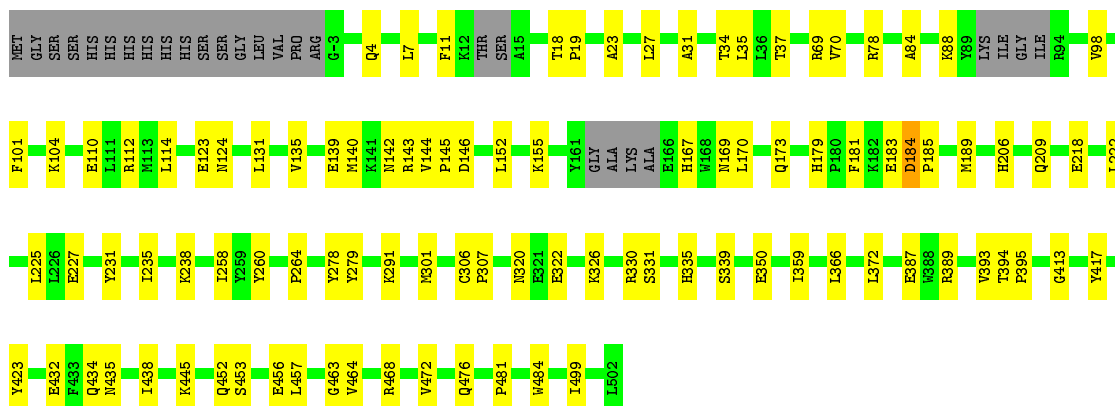 MET GLY SER SER HIS HIS HIS HIS HIS HIS SER SER GLY LEU VAL PRO ARG G-3 Q4 L7 F11 K12 THR SER A15 T18 P19 A23 L27 A31 T34 L35 L36 T37 R69 V70 R78 A84 K88 Y89 LYS ILE GLY ILE R94 V98
F101 K104 E110 L111 R112 M113 L114 E123 N124 L131 V135 E139 M140 K141 N142 R143 V144 P145 D146 L152 K155 Y161 GLY ALA LYS ALA E166 H167 W168 N169 L170 Q173 H179 P180 F181 K182 E183 D184 P185 M189 H206 Q209 E218
L225 L226 E227 Y231 I235 K238 I258 Y259 Y260 P264 Y278 Y279 K291 M301 C306 P307 N320 E321 E322 K326 R330 S331 H335 S339 E350 I359 L366 L372 E387 W388 R389 V393 T394 P395 G413 Y417
Y423 E432 F433 Q434 N435 I438 K445 Q452 S453 E456 L457 G463 V464 R468 V472 Q476 P481 W484 I499 L502